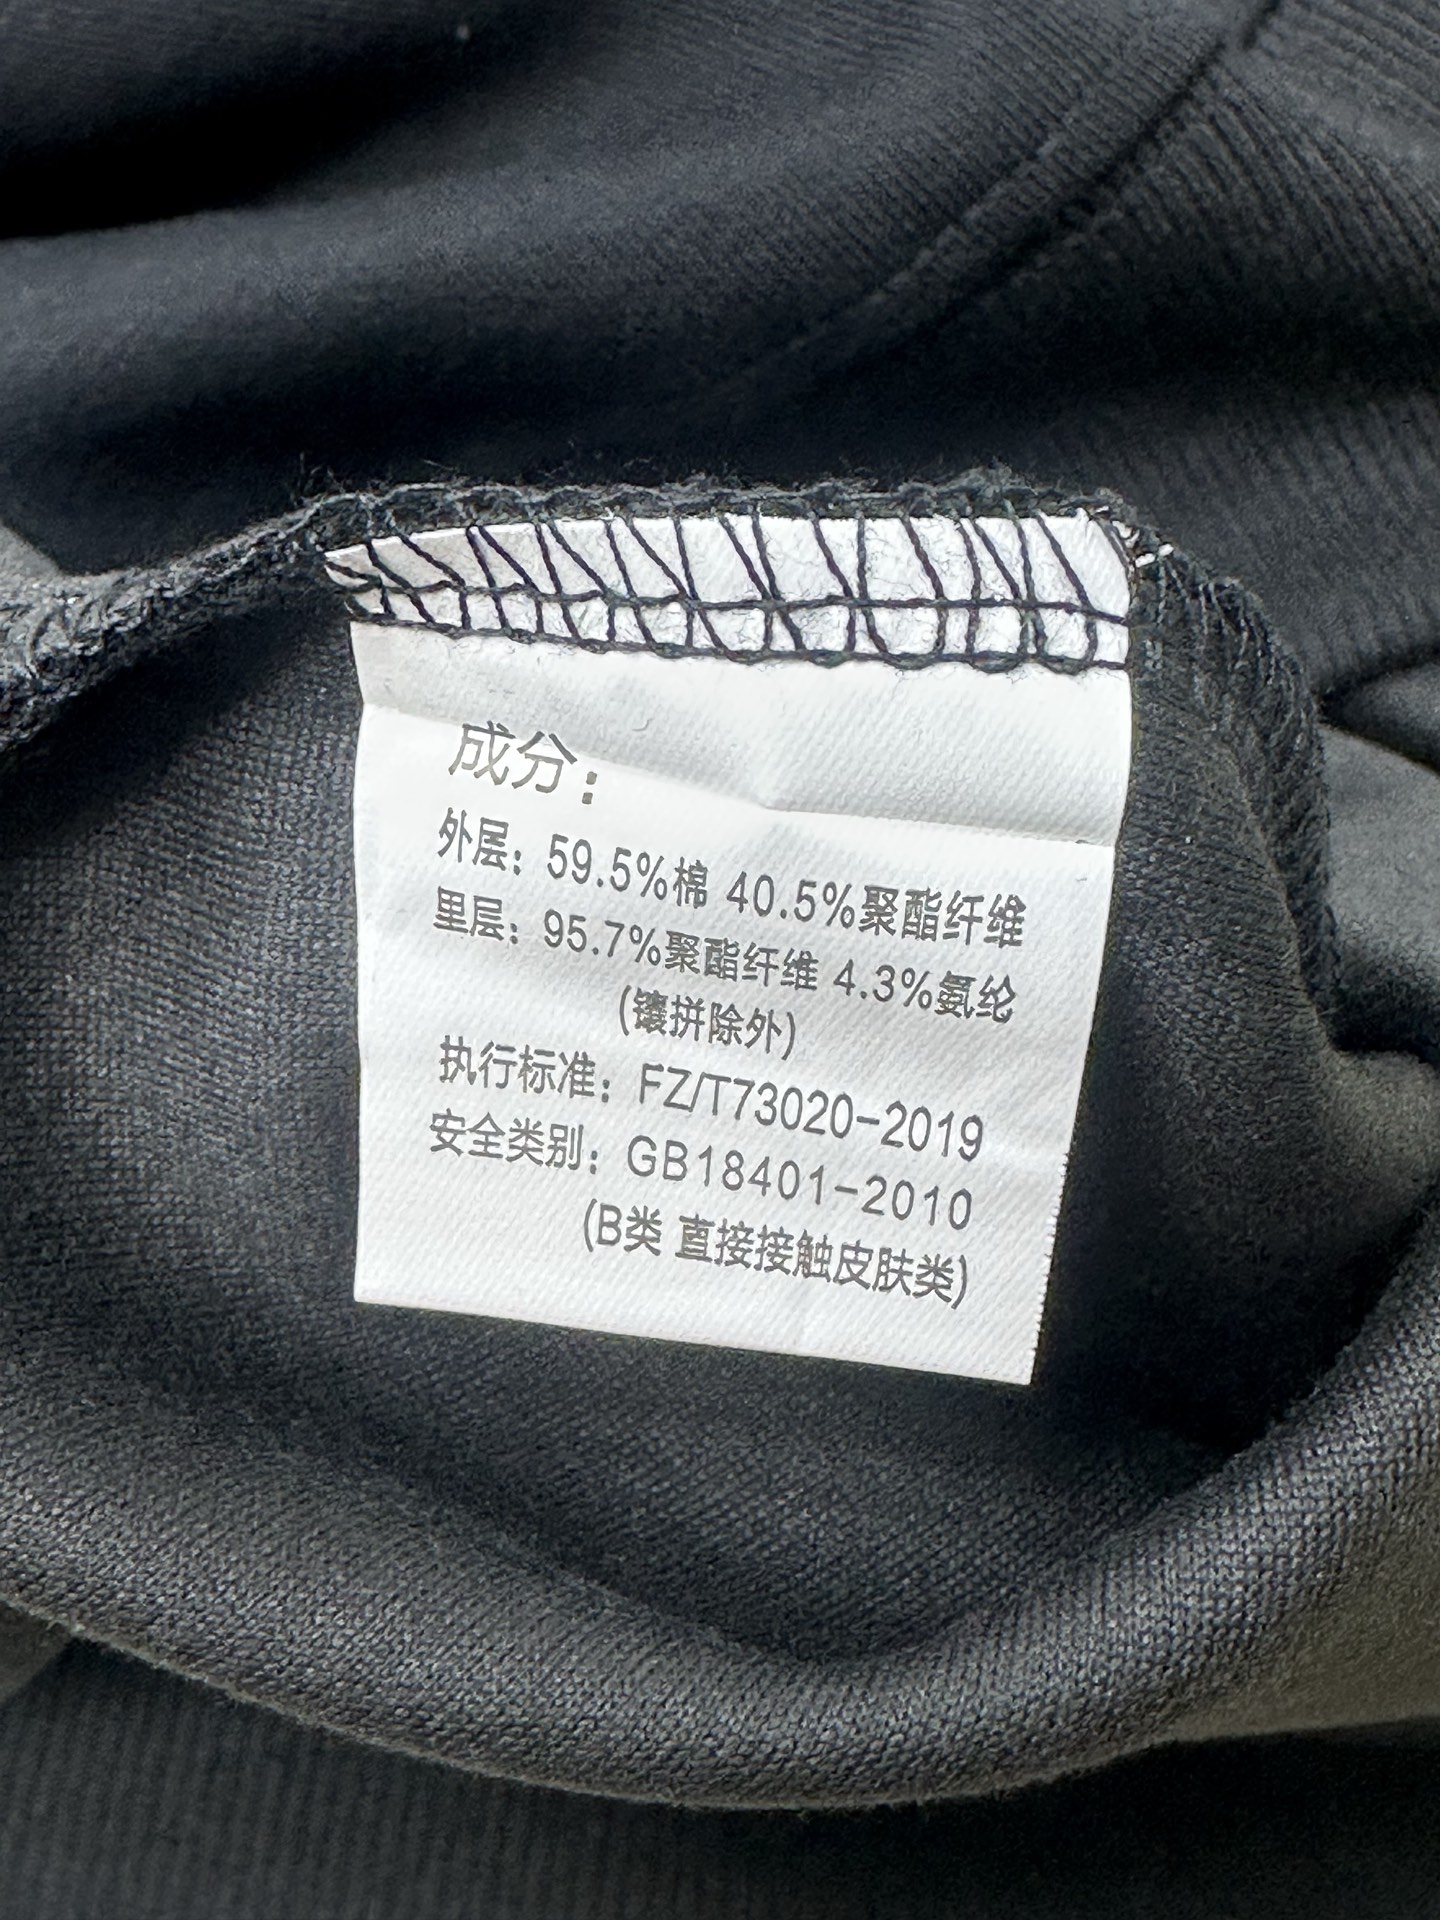 成分：
外层：59.5%棉 40.5%聚酯纤维
里层：95.7%聚酯纤维 4.3%氨纶
(镶拼除外)
执行标准：FZ/T73020-2019
安全类别：GB18401-2010
(B类 直接接触皮肤类)